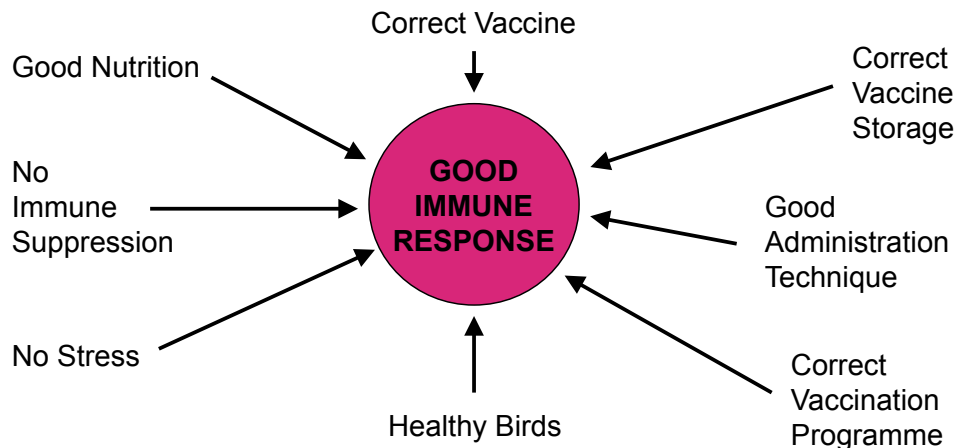 Correct Vaccine
Good Nutrition
Correct
Vaccine
Storage
No
Immune
Suppression
GOOD
IMMUNE
RESPONSE
Good
Administration
Technique
No Stress
Healthy Birds
Correct
Vaccination
Programme